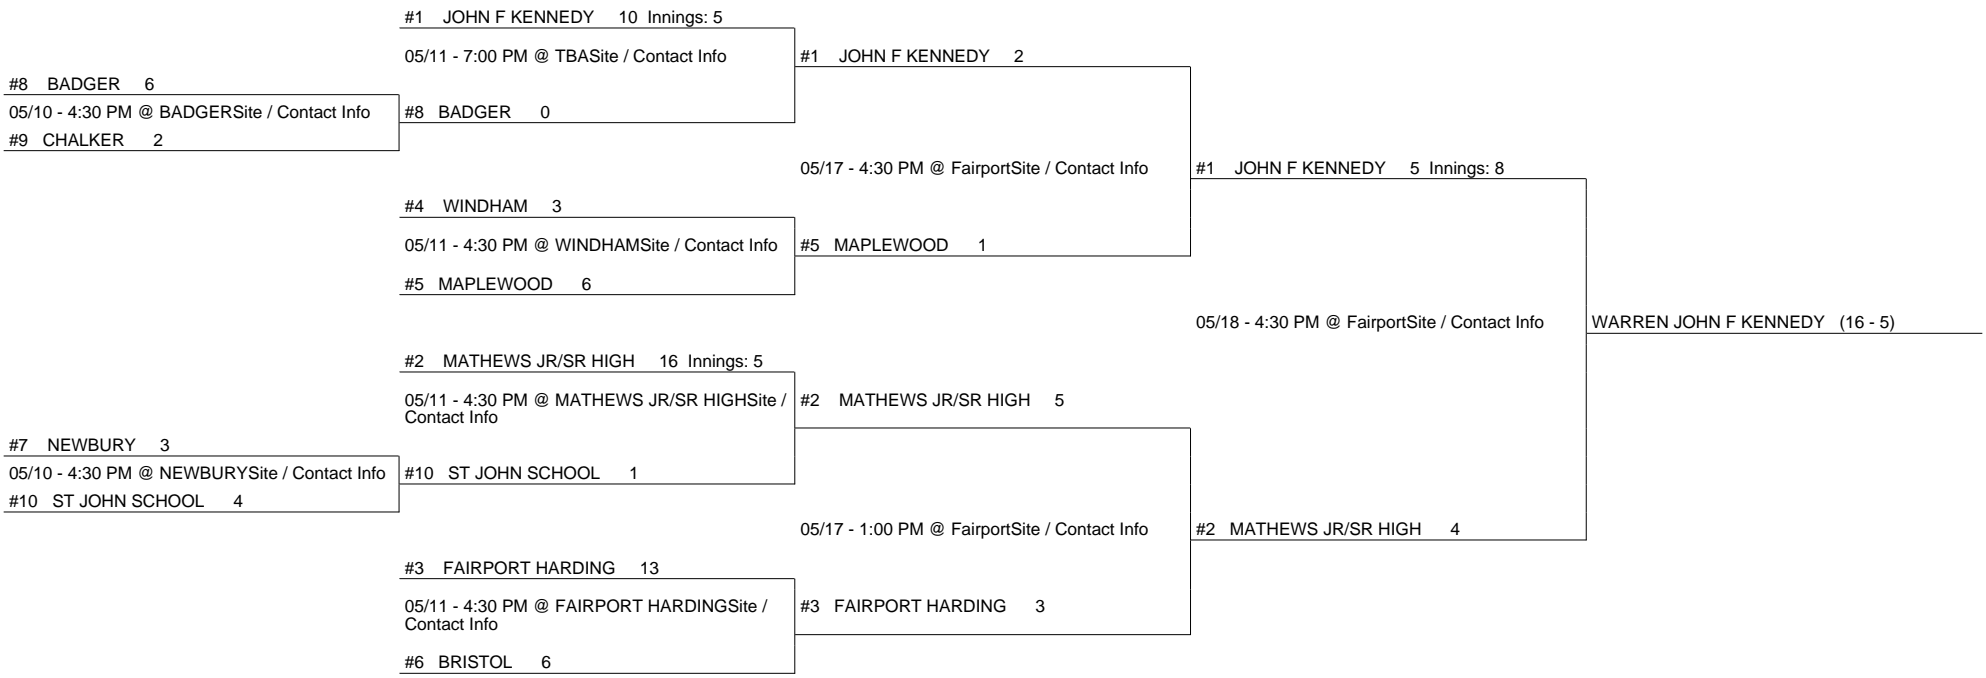 #1 JOHN F KENNEDY 10 Innings: 5
05/11 - 7:00 PM @ TBASite / Contact Info
#1 JOHN F KENNEDY 2
#8 BADGER 6
05/10 - 4:30 PM @ BADGERSite / Contact Info
#8 BADGER 0
#9 CHALKER 2
05/17 - 4:30 PM @ FairportSite / Contact Info
#1 JOHN F KENNEDY 5 Innings: 8
#4 WINDHAM 3
05/11 - 4:30 PM @ WINDHAMSite / Contact Info
#5 MAPLEWOOD 1
#5 MAPLEWOOD 6
05/18 - 4:30 PM @ FairportSite / Contact Info
WARREN JOHN F KENNEDY (16 - 5)
#2 MATHEWS JR/SR HIGH 16 Innings: 5
05/11 - 4:30 PM @ MATHEWS JR/SR HIGHSite /
Contact Info
#2 MATHEWS JR/SR HIGH 5
#7 NEWBURY 3
05/10 - 4:30 PM @ NEWBURYSite / Contact Info
#10 ST JOHN SCHOOL 1
#10 ST JOHN SCHOOL 4
05/17 - 1:00 PM @ FairportSite / Contact Info
#2 MATHEWS JR/SR HIGH 4
#3 FAIRPORT HARDING 13
05/11 - 4:30 PM @ FAIRPORT HARDINGSite /
Contact Info
#3 FAIRPORT HARDING 3
#6 BRISTOL 6